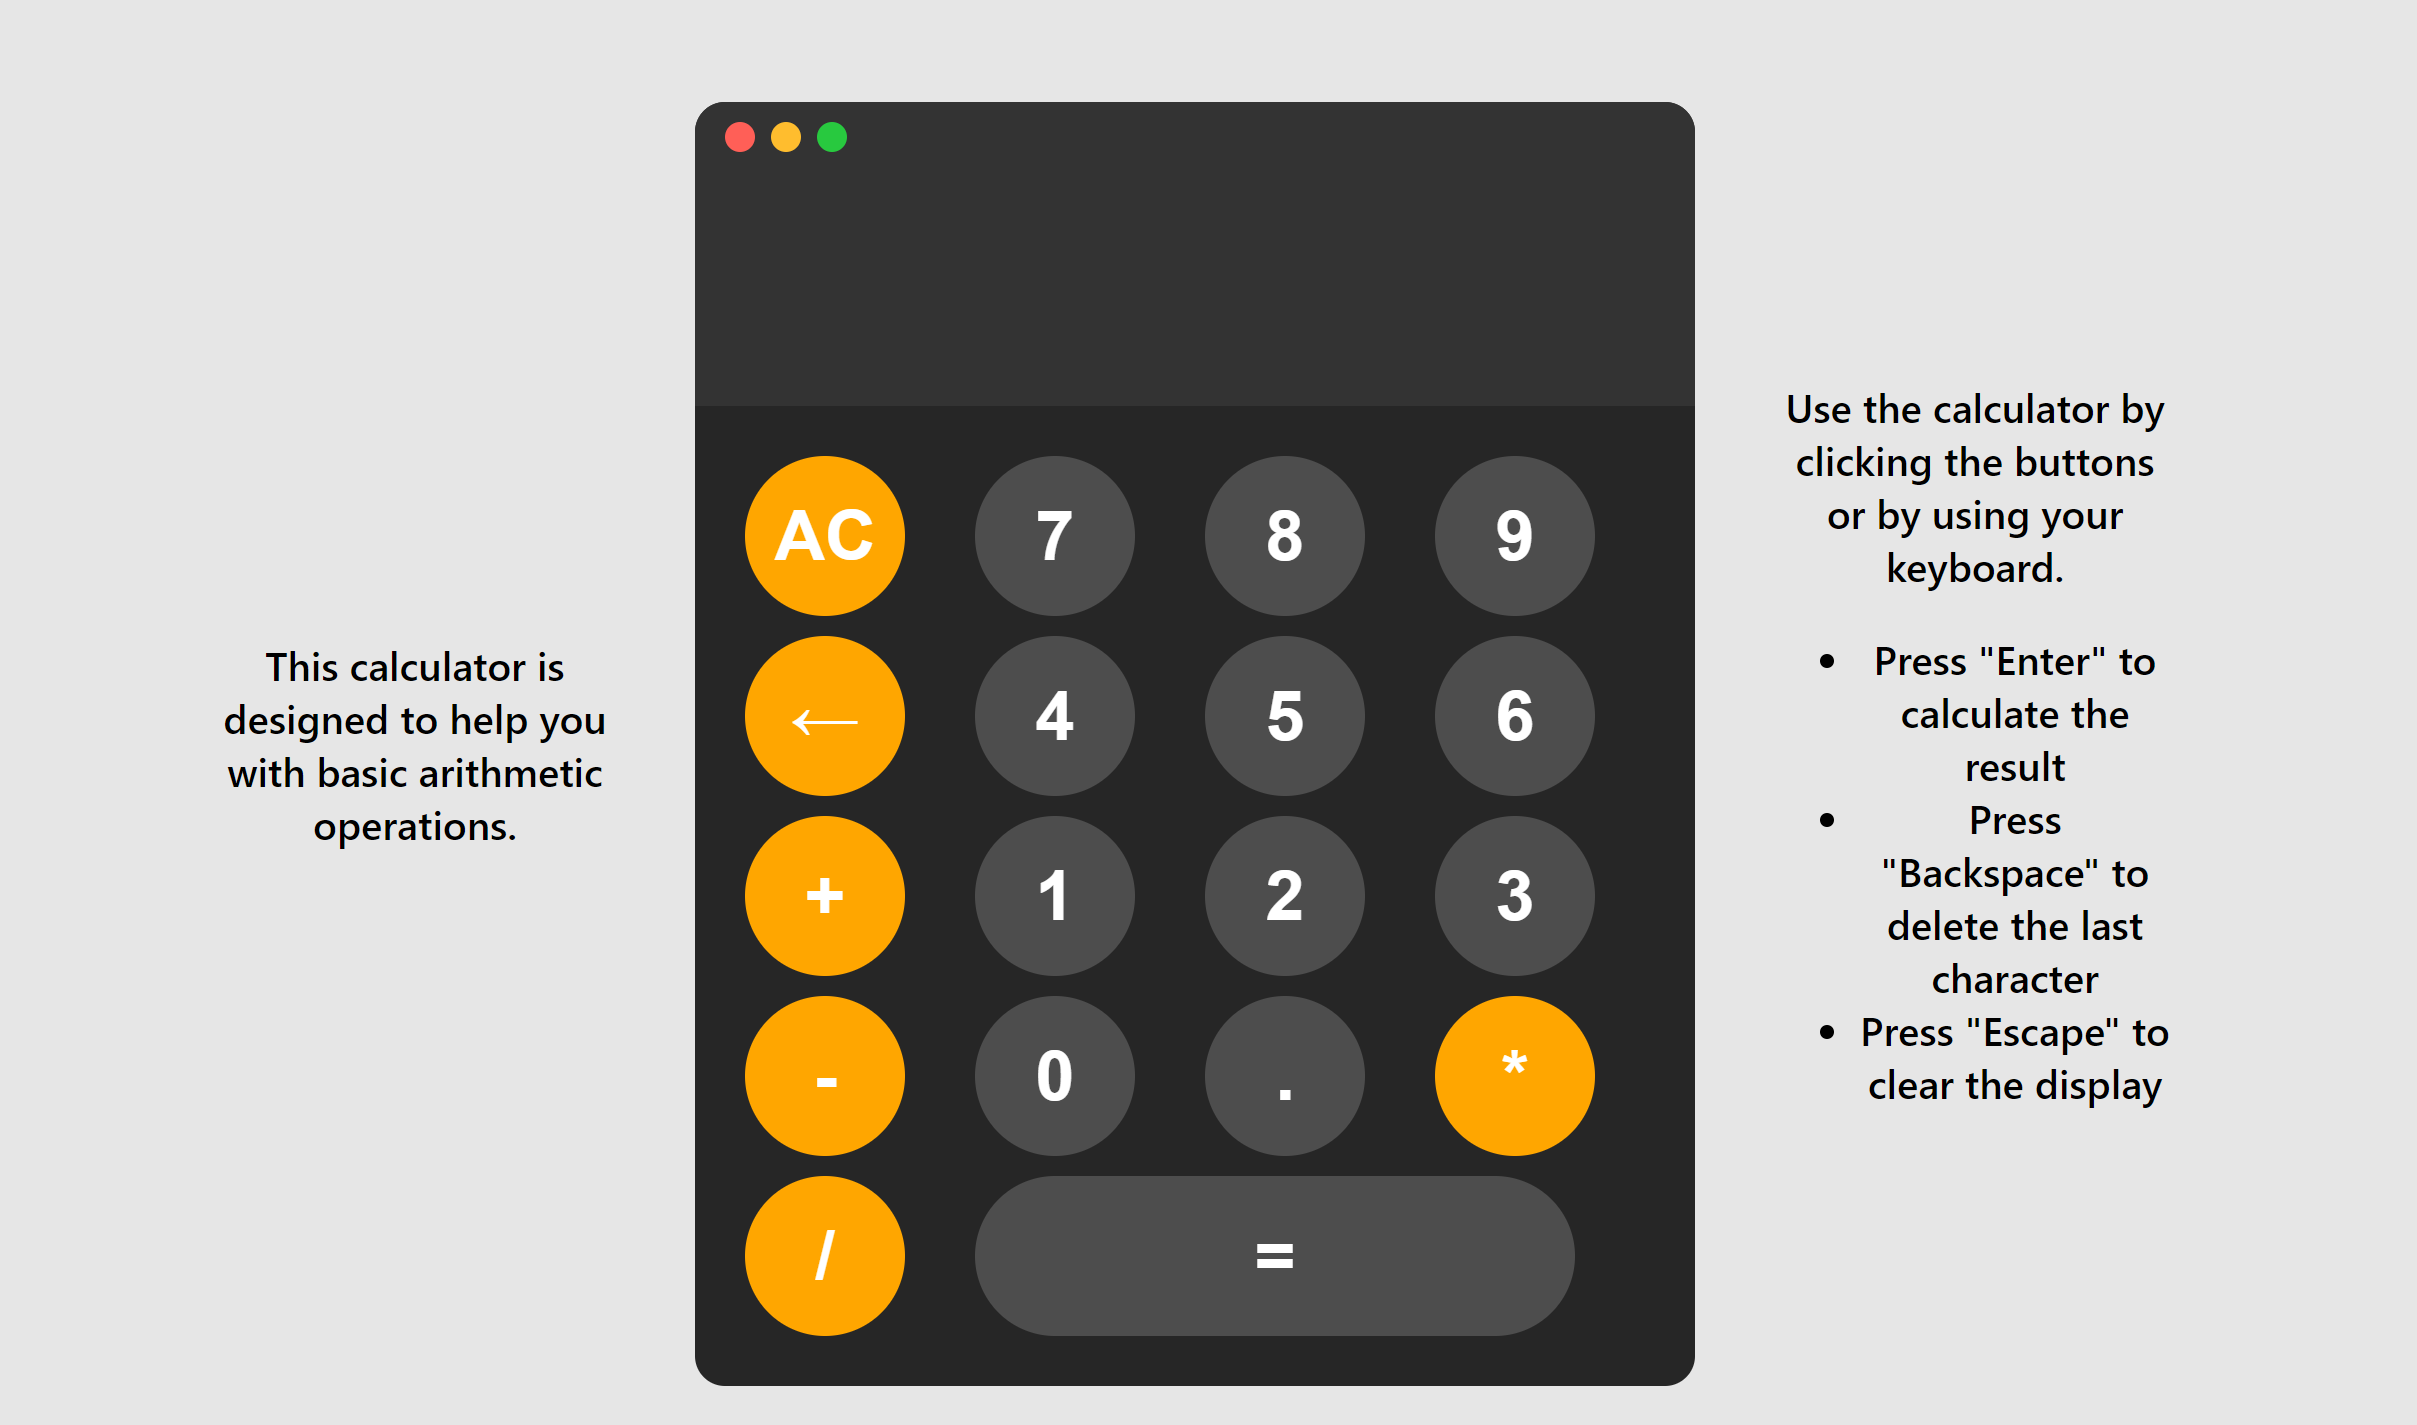 This calculator is
designed to help you
with basic arithmetic
operations.
AC 7 8 9
← 4 5 6
+ 1 2 3
- 0 . *
/ =
Use the calculator by
clicking the buttons
or by using your
keyboard.
• Press "Enter" to
calculate the
result
• Press
"Backspace" to
delete the last
character
• Press "Escape" to
clear the display